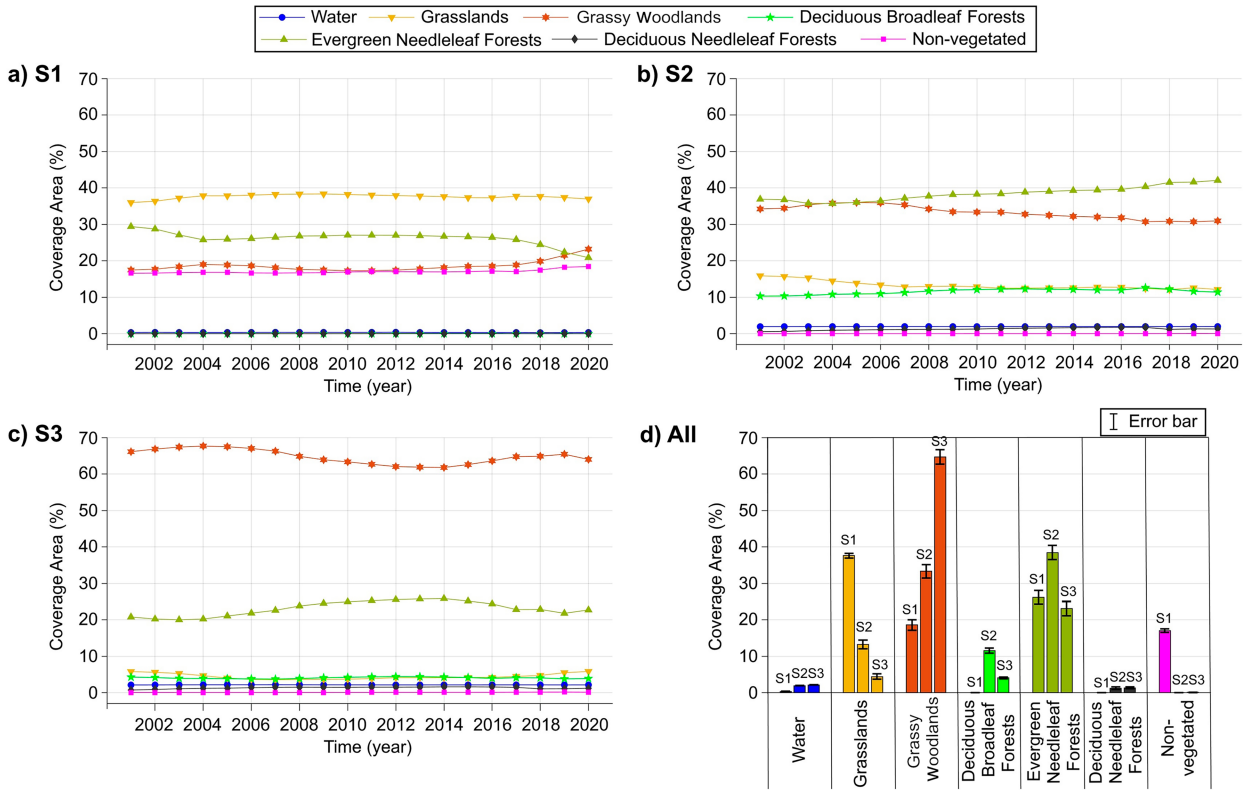 Water Grasslands Grassy Woodlands Deciduous Broadleaf Forests
Evergreen Needleleaf Forests Deciduous Needleleaf Forests Non-vegetated
a) S1
70
60
50
40
30
20
10
0
Coverage Area (%)
2002 2004 2006 2008 2010 2012 2014 2016 2018 2020
Time (year)
b) S2
70
60
50
40
30
20
10
0
Coverage Area (%)
2002 2004 2006 2008 2010 2012 2014 2016 2018 2020
Time (year)
c) S3
70
60
50
40
30
20
10
0
Coverage Area (%)
2002 2004 2006 2008 2010 2012 2014 2016 2018 2020
Time (year)
d) All
Error bar
70
60
50
40
30
20
10
0
Coverage Area (%)
S1 S2 S3
S1 S2 S3
S1 S2 S3
S1 S2 S3
S1 S2 S3
S1 S2 S3
S1 S2 S3
Water
Grasslands
Grassy
Woodlands
Deciduous
Broadleaf
Forests
Evergreen
Needleleaf
Forests
Deciduous
Needleleaf
Forests
Non-
vegetated